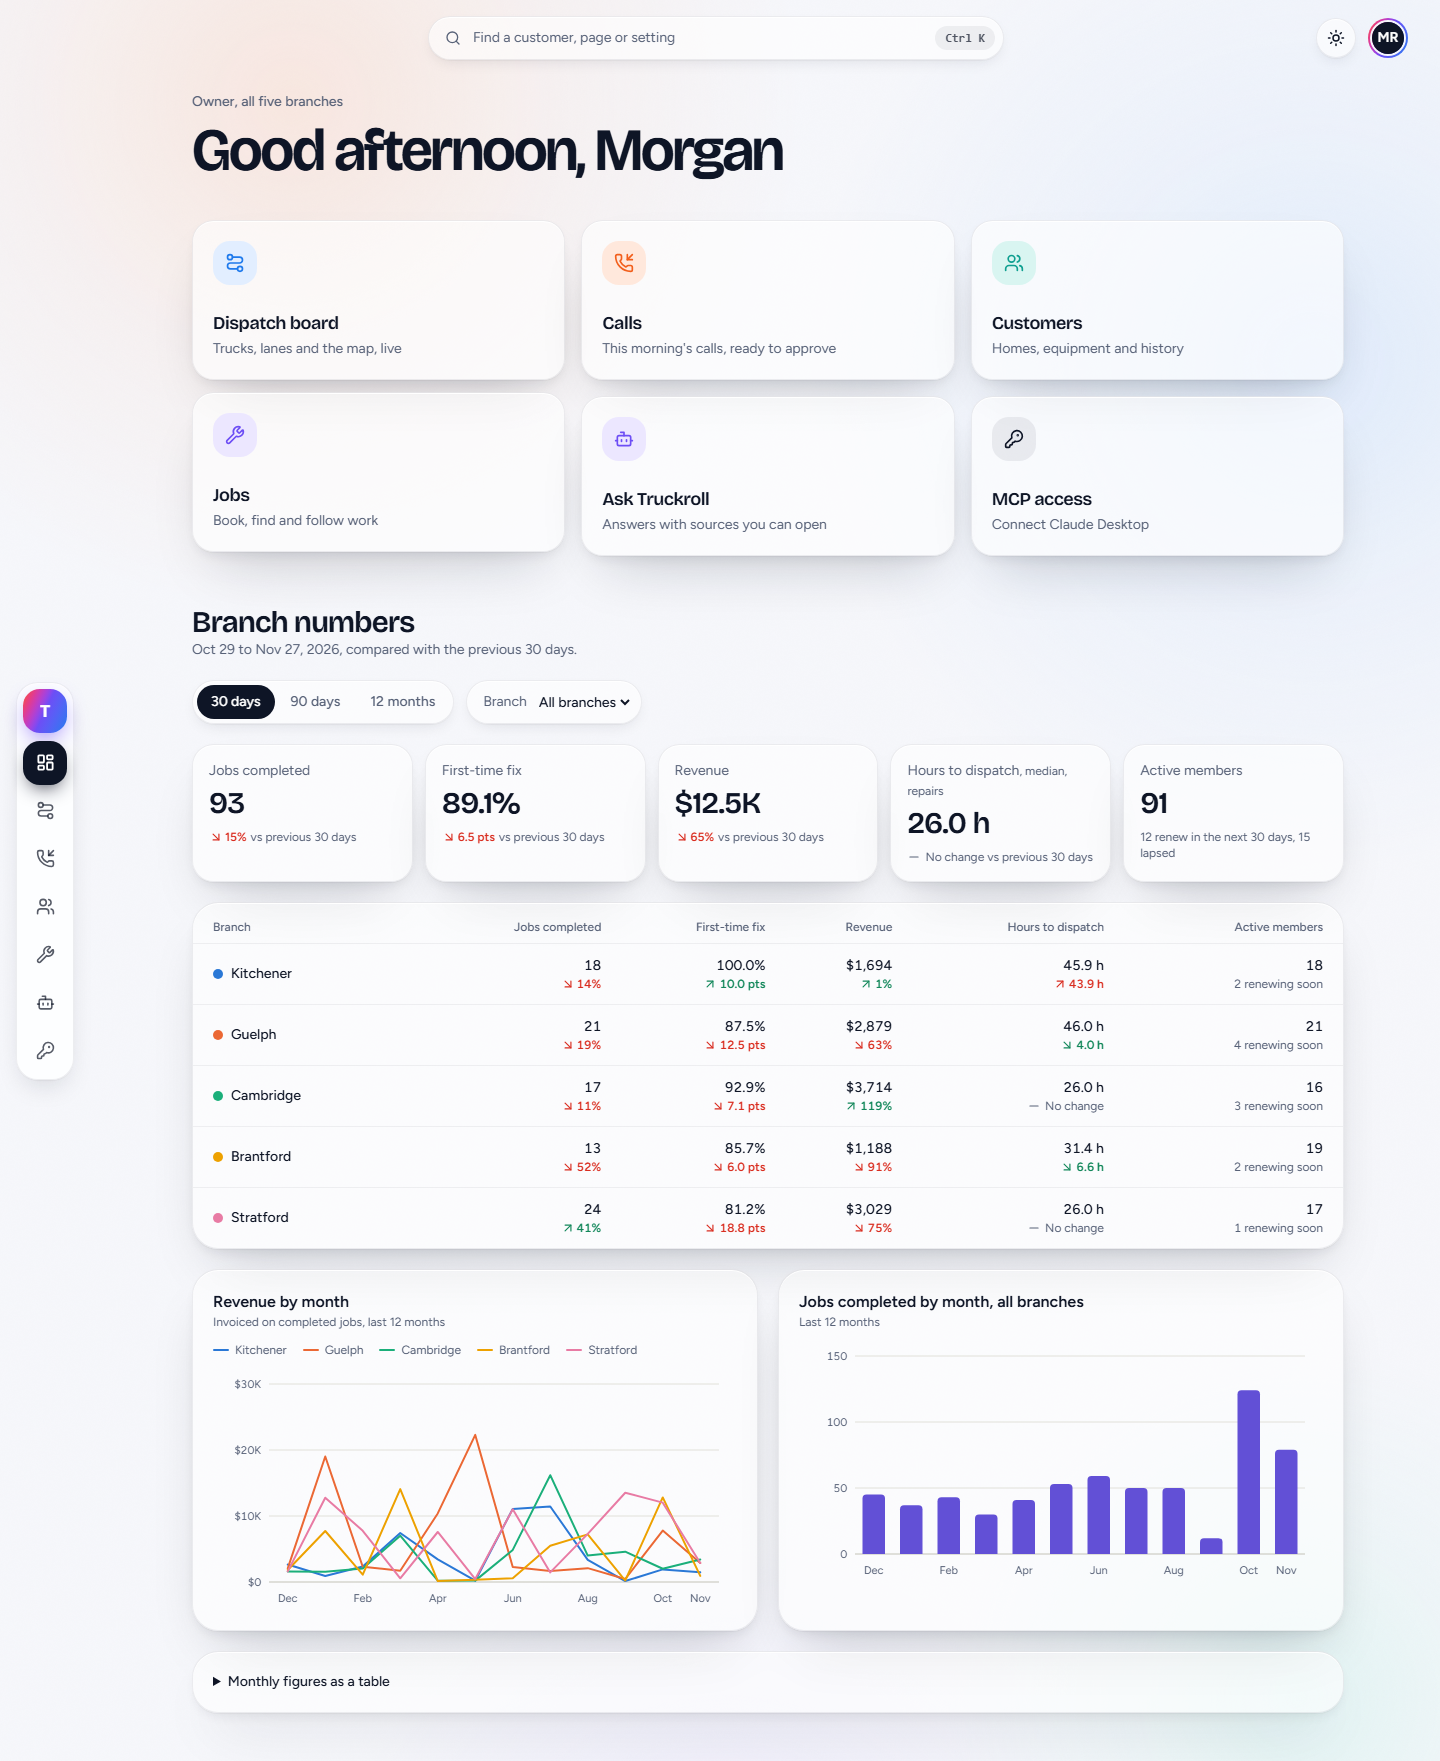 Find a customer, page or setting
Ctrl K
MR
Owner, all five branches
Good afternoon, Morgan
Dispatch board
Trucks, lanes and the map, live
Calls
This morning's calls, ready to approve
Customers
Homes, equipment and history
Jobs
Book, find and follow work
Ask Truckroll
Answers with sources you can open
MCP access
Connect Claude Desktop
Branch numbers
Oct 29 to Nov 27, 2026, compared with the previous 30 days.
T
30 days 90 days 12 months
Branch All branches
Jobs completed
93
15% vs previous 30 days
First-time fix
89.1%
6.5 pts vs previous 30 days
Revenue
$12.5K
65% vs previous 30 days
Hours to dispatch, median,
repairs
26.0 h
— No change vs previous 30 days
Active members
91
12 renew in the next 30 days, 15
lapsed
Branch Jobs completed First-time fix Revenue Hours to dispatch Active members
Kitchener 18 100.0% $1,694 45.9 h 18
14% 10.0 pts 1% 43.9 h 2 renewing soon
Guelph 21 87.5% $2,879 46.0 h 21
19% 12.5 pts 63% 4.0 h 4 renewing soon
Cambridge 17 92.9% $3,714 26.0 h 16
11% 7.1 pts 119% — No change 3 renewing soon
Brantford 13 85.7% $1,188 31.4 h 19
52% 6.0 pts 91% 6.6 h 2 renewing soon
Stratford 24 81.2% $3,029 26.0 h 17
41% 18.8 pts 75% — No change 1 renewing soon
Revenue by month
Invoiced on completed jobs, last 12 months
Kitchener Guelph Cambridge Brantford Stratford
$30K
$20K
$10K
$0
Dec Feb Apr Jun Aug Oct Nov
Jobs completed by month, all branches
Last 12 months
150
100
50
0
Dec Feb Apr Jun Aug Oct Nov
Monthly figures as a table